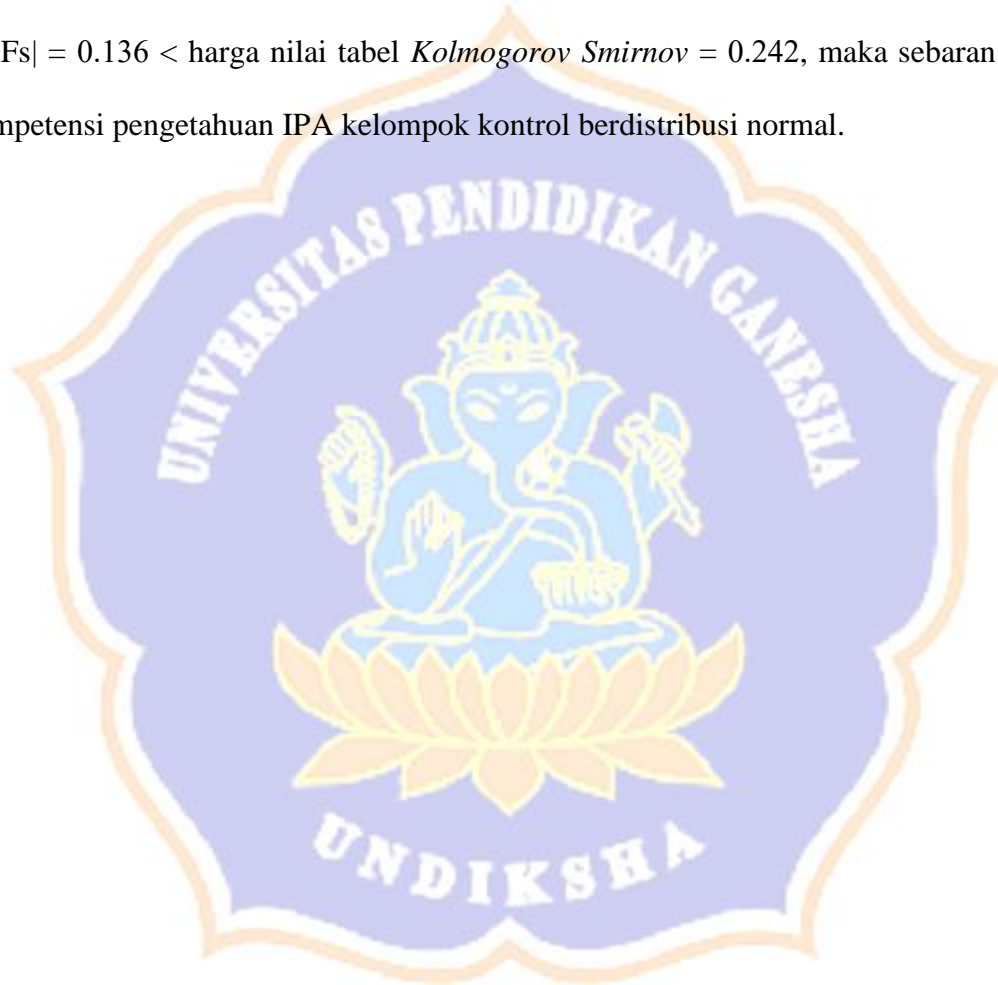 Fs| = 0.136 < harga nilai tabel Kolmogorov Smirnov = 0.242, maka sebaran
mpetensi pengetahuan IPA kelompok kontrol berdistribusi normal.
UNIVERSITAS PENDIDIKAN GANESHA
UNDIKSHA